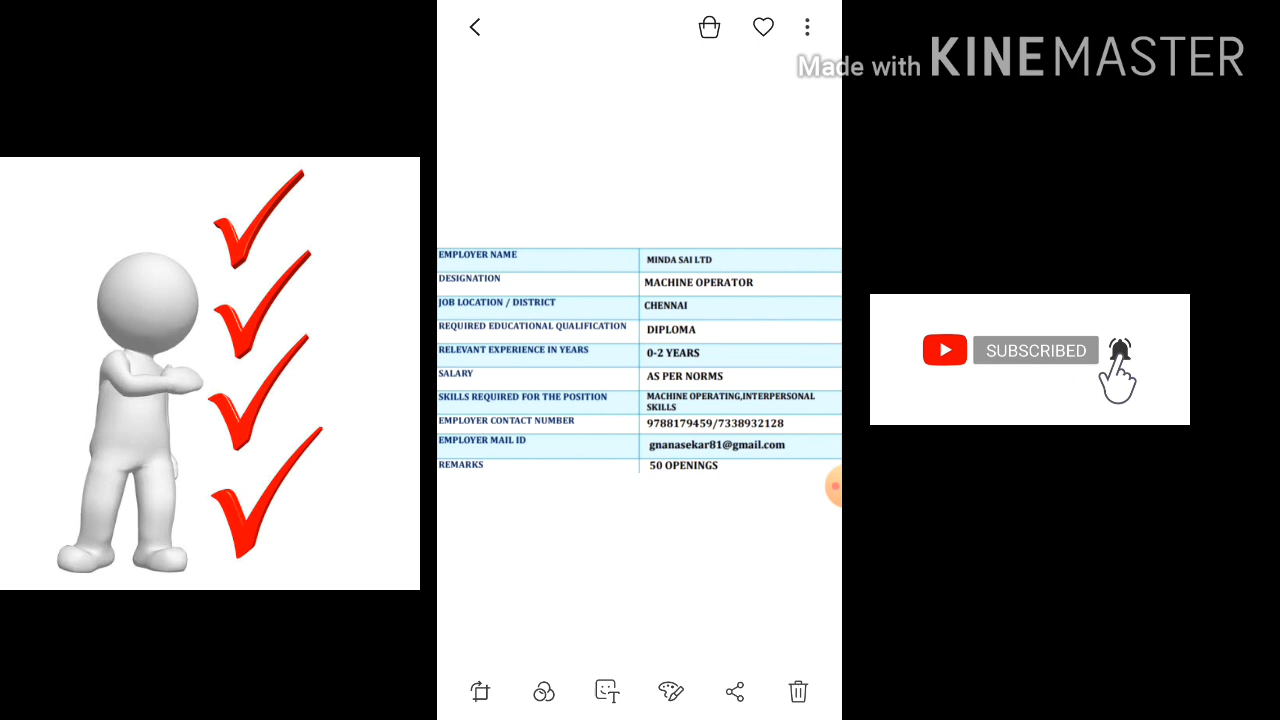 Made with KINEMASTER
EMPLOYER NAME MINDA SAI LTD
DESIGNATION MACHINE OPERATOR
JOB LOCATION / DISTRICT CHENNAI
REQUIRED EDUCATIONAL QUALIFICATION DIPLOMA
RELEVANT EXPERIENCE IN YEARS 0-2 YEARS
SALARY AS PER NORMS
SKILLS REQUIRED FOR THE POSITION MACHINE OPERATING,INTERPERSONAL
SKILLS
EMPLOYER CONTACT NUMBER 9788179459/7338932128
EMPLOYER MAIL ID gnanasekar81@gmail.com
REMARKS 50 OPENINGS
SUBSCRIBED